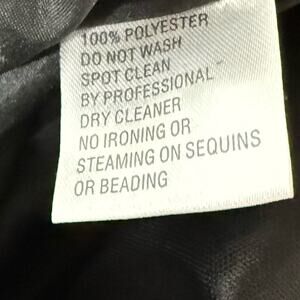 100% POLYESTER
DO NOT WASH
SPOT CLEAN
BY PROFESSIONAL
DRY CLEANER
NO IRONING OR
STEAMING ON SEQUINS
OR BEADING